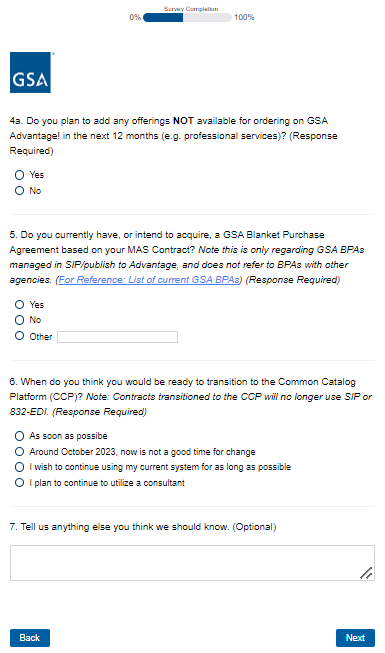 Survey Completion
0% 100%
GSA
4a. Do you plan to add any offerings NOT available for ordering on GSA
Advantage! in the next 12 months (e.g. professional services)? (Response
Required)
Yes
No
5. Do you currently have, or intend to acquire, a GSA Blanket Purchase
Agreement based on your MAS Contract? Note this is only regarding GSA BPAs
managed in SIP/publish to Advantage, and does not refer to BPAs with other
agencies. (For Reference: List of current GSA BPAs) (Response Required)
Yes
No
Other
6. When do you think you would be ready to transition to the Common Catalog
Platform (CCP)? Note: Contracts transitioned to the CCP will no longer use SIP or
832-EDI. (Response Required)
As soon as possibe
Around October 2023, now is not a good time for change
I wish to continue using my current system for as long as possible
I plan to continue to utilize a consultant
7. Tell us anything else you think we should know. (Optional)
Back Next